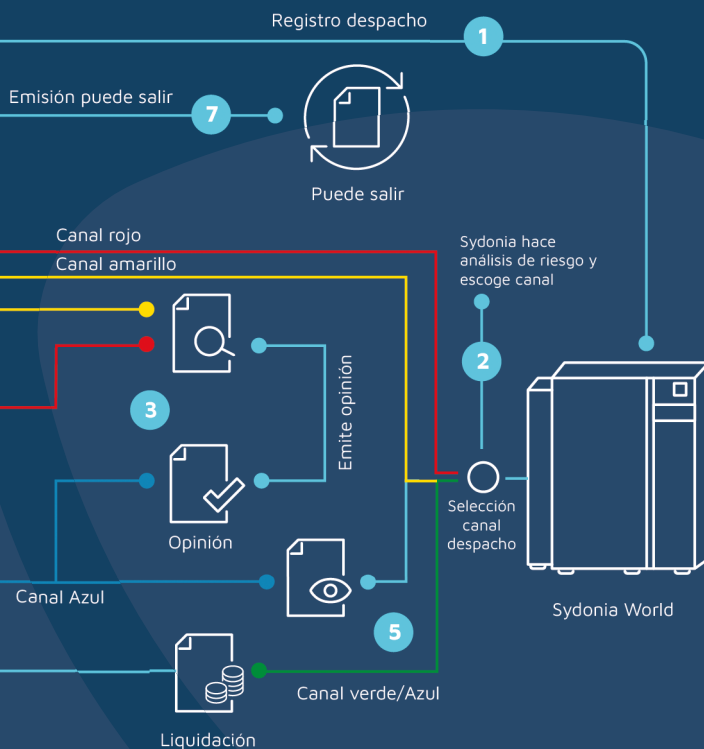 Registro despacho
1
Emisión puede salir
7
Puede salir
Canal rojo
Canal amarillo
Sydonia hace
análisis de riesgo y
escoge canal
2
3
Emite opinión
Opinión
Selección
canal
despacho
Canal Azul
5
Sydonia World
Canal verde/Azul
Liquidación